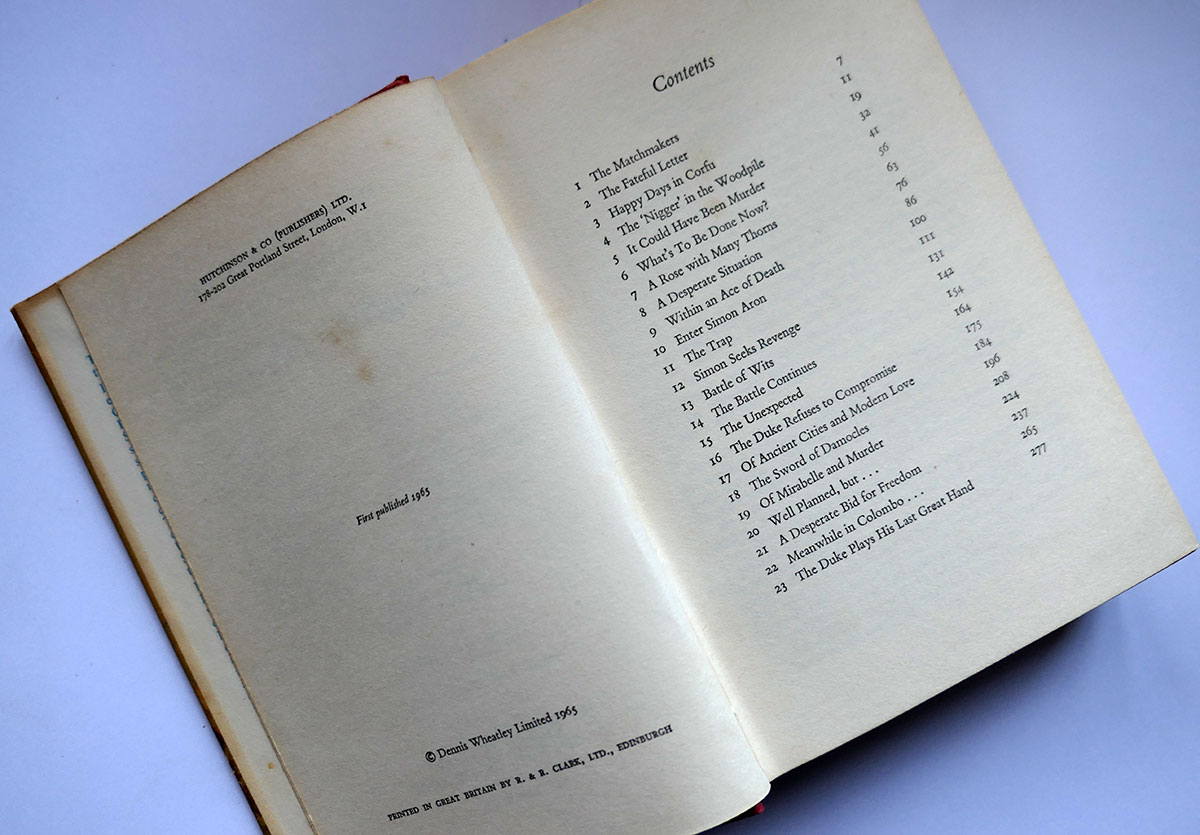 HUTCHINSON & CO (PUBLISHERS) LTD.
178-202 Great Portland Street, London, W.1
First published 1965
© Dennis Wheatley Limited 1965
PRINTED IN GREAT BRITAIN BY R. & R. CLARK, LTD., EDINBURGH
Contents
1 The Matchmakers 7
2 The Fateful Letter 11
3 Happy Days in Corfu 19
4 The 'Nigger' in the Woodpile 32
5 It Could Have Been Murder 41
6 What's To Be Done Now? 56
7 A Rose with Many Thorns 63
8 A Desperate Situation 76
9 Within an Ace of Death 86
10 Enter Simon Aron 100
11 The Trap 111
12 Simon Seeks Revenge 131
13 Battle of Wits 142
14 The Battle Continues 154
15 The Unexpected 164
16 The Duke Refuses to Compromise 175
17 Of Ancient Cities and Modern Love 184
18 The Sword of Damocles 196
19 Of Mirabelle and Murder 208
20 Well Planned, but . . . 224
21 A Desperate Bid for Freedom 237
22 Meanwhile in Colombo . . . 265
23 The Duke Plays His Last Great Hand 277